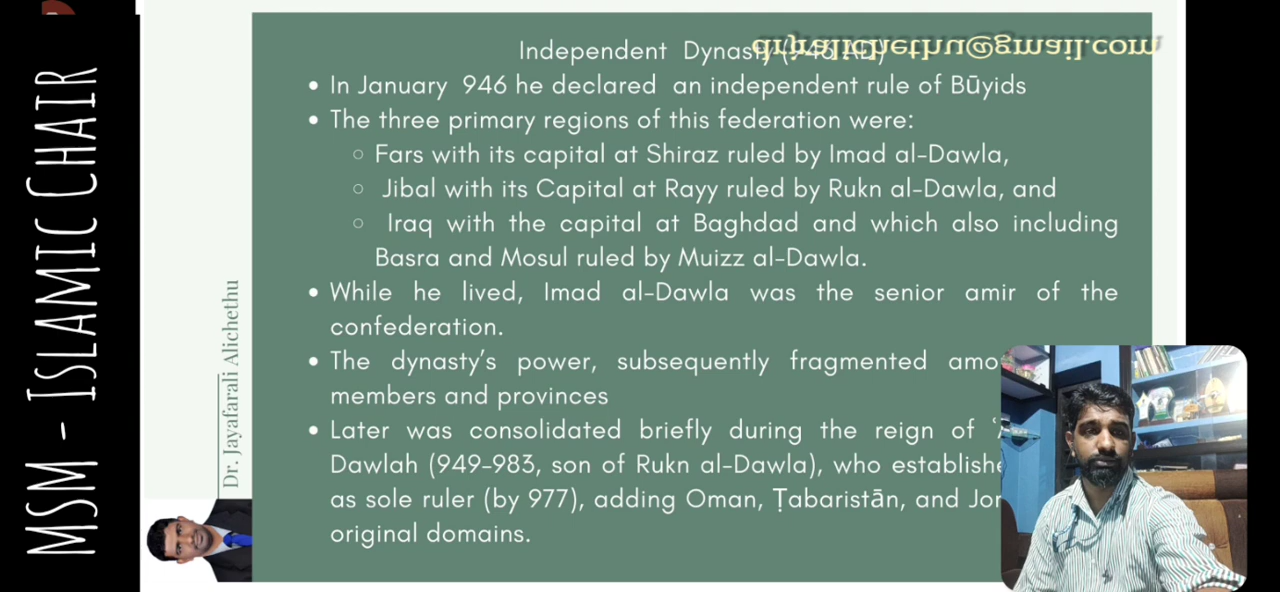 MSM - ISLAMIC CHAIR
Dr. Jayafarali Alichethu
drjralichethu@gmail.com
Independent Dynasty (946 AD)
• In January 946 he declared an independent rule of Būyids
• The three primary regions of this federation were:
○ Fars with its capital at Shiraz ruled by Imad al-Dawla,
○ Jibal with its Capital at Rayy ruled by Rukn al-Dawla, and
○ Iraq with the capital at Baghdad and which also including
Basra and Mosul ruled by Muizz al-Dawla.
• While he lived, Imad al-Dawla was the senior amir of the
confederation.
• The dynasty's power, subsequently fragmented
members and provinces
• Later was consolidated briefly during the reign of
Dawlah (949-983, son of Rukn al-Dawla), who
as sole ruler (by 977), adding Oman, Ṭabaristān, and
original domains.